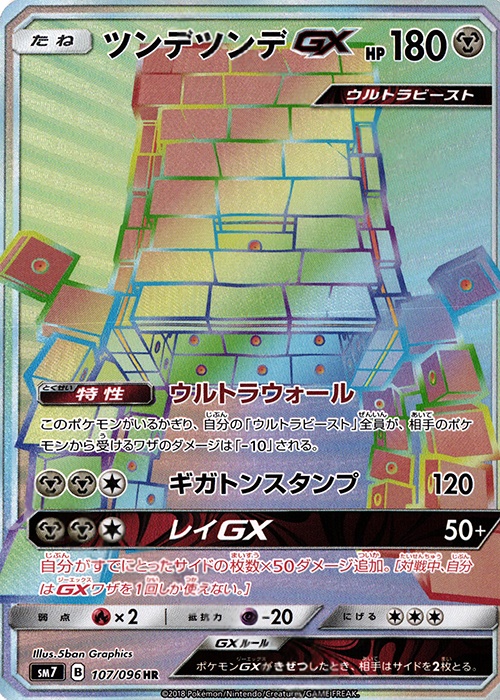 たね ツンデツンデGX HP180
ウルトラビースト
とくせい
特性 ウルトラウォール
このポケモンがいるかぎり、自分の「ウルトラビースト」全員が、相手のポケ
モンから受けるワザのダメージは「-10」される。
ギガトンスタンプ 120
レイGX 50+
自分がすでにとったサイドの枚数×50ダメージ追加。[対戦中、自分
はGXワザを1回しか使えない。]
弱点 ×2 抵抗力 -20 にげる
Illus.5ban Graphics
GXルール
SM7 B 107/096 HR
ポケモンGXがきぜつしたとき、相手はサイドを2枚とる。
©2018 Pokémon/Nintendo/Creatures/GAME FREAK.